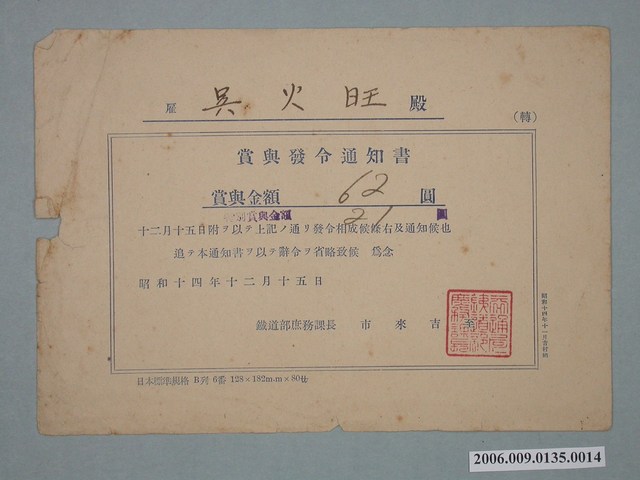 雇 吳火旺 殿
(轉)
賞與發令通知書
賞與金額 62 圓
賞與金額 21 圓
十二月十五日附ヲ以テ上記ノ通リ發令相成候條右及通知候也
追テ本通知書ヲ以テ辭令ヲ省略致候 爲念
昭和十四年十二月十五日
鐵道部庶務課長 市來吉
日本標準規格 B列 6番 128×182m.m×80
2006.009.0135.0014